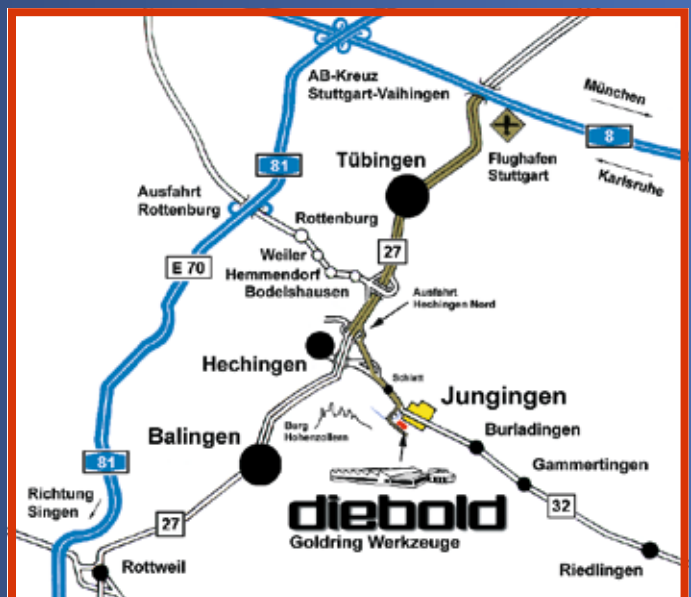 AB-Kreuz
Stuttgart-Vaihingen
München
8
Karlsruhe
Flughafen
Stuttgart
81
Tübingen
Ausfahrt
Rottenburg
Rottenburg
27
Weiler
E 70
Hemmendorf
Bodelshausen
Ausfahrt
Hechingen Nord
Hechingen
Schlatt
Jungingen
Burg
Hohenzollern
Burladingen
Balingen
81
Gammertingen
Richtung
Singen
27
diebold
Goldring Werkzeuge
32
Rottweil
Riedlingen